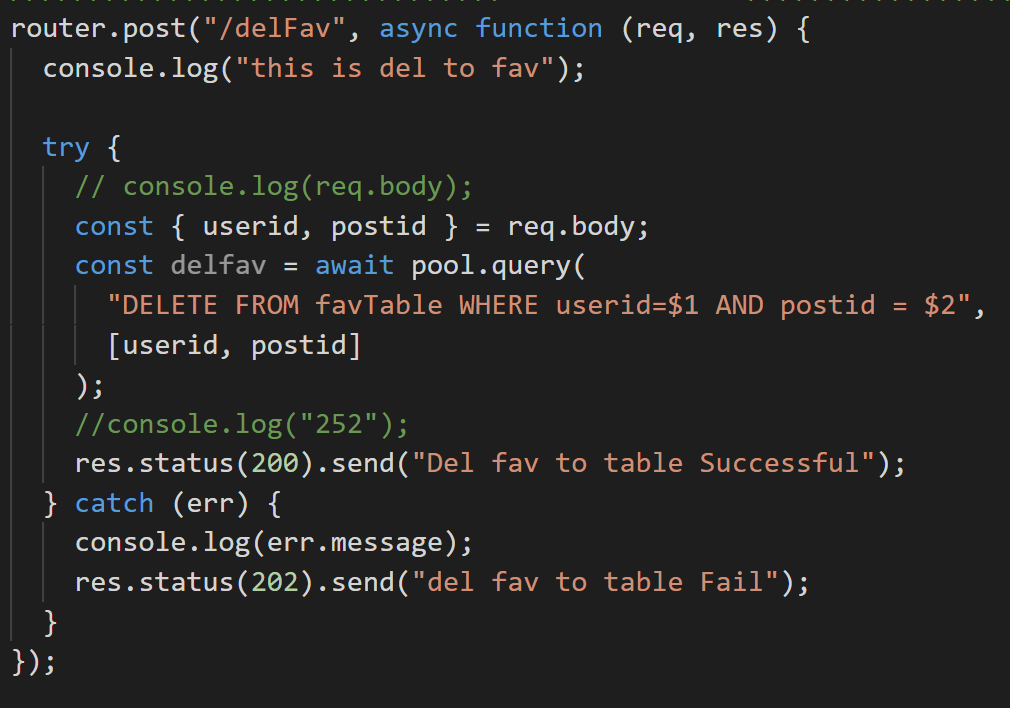 router.post("/delFav", async function (req, res) {
console.log("this is del to fav");
try {
// console.log(req.body);
const { userid, postid } = req.body;
const delfav = await pool.query(
"DELETE FROM favTable WHERE userid=$1 AND postid = $2",
[userid, postid]
);
//console.log("252");
res.status(200).send("Del fav to table Successful");
} catch (err) {
console.log(err.message);
res.status(202).send("del fav to table Fail");
}
});